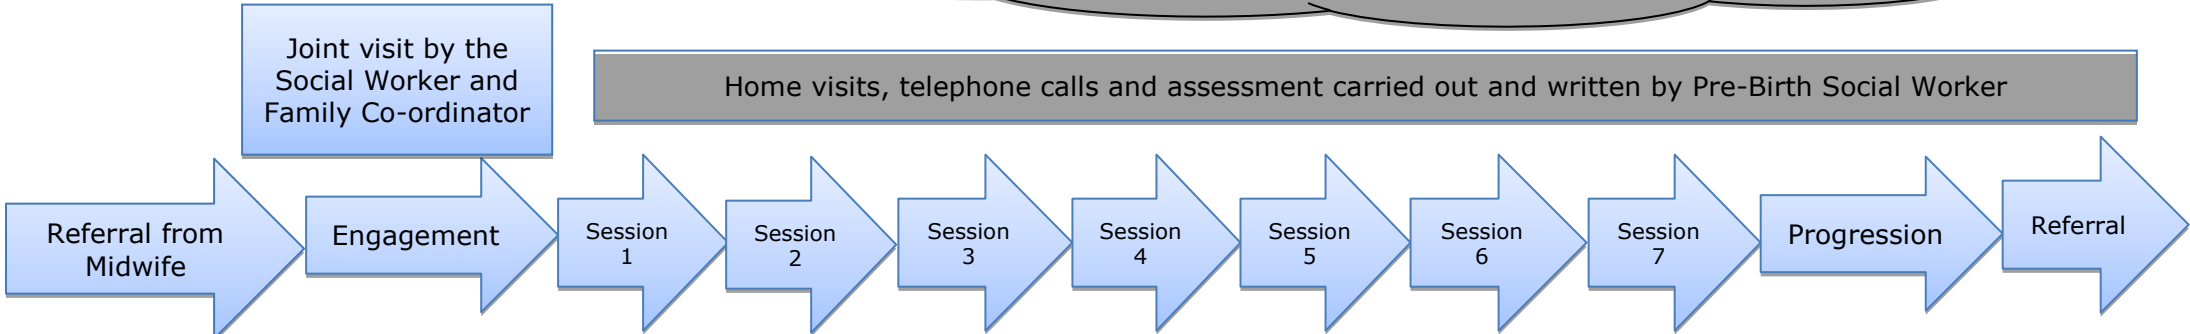 Joint visit by the
Social Worker and
Family Co-ordinator
Home visits, telephone calls and assessment carried out and written by Pre-Birth Social Worker
Referral from
Midwife
Engagement
Session
1
Session
2
Session
3
Session
4
Session
5
Session
6
Session
7
Progression
Referral